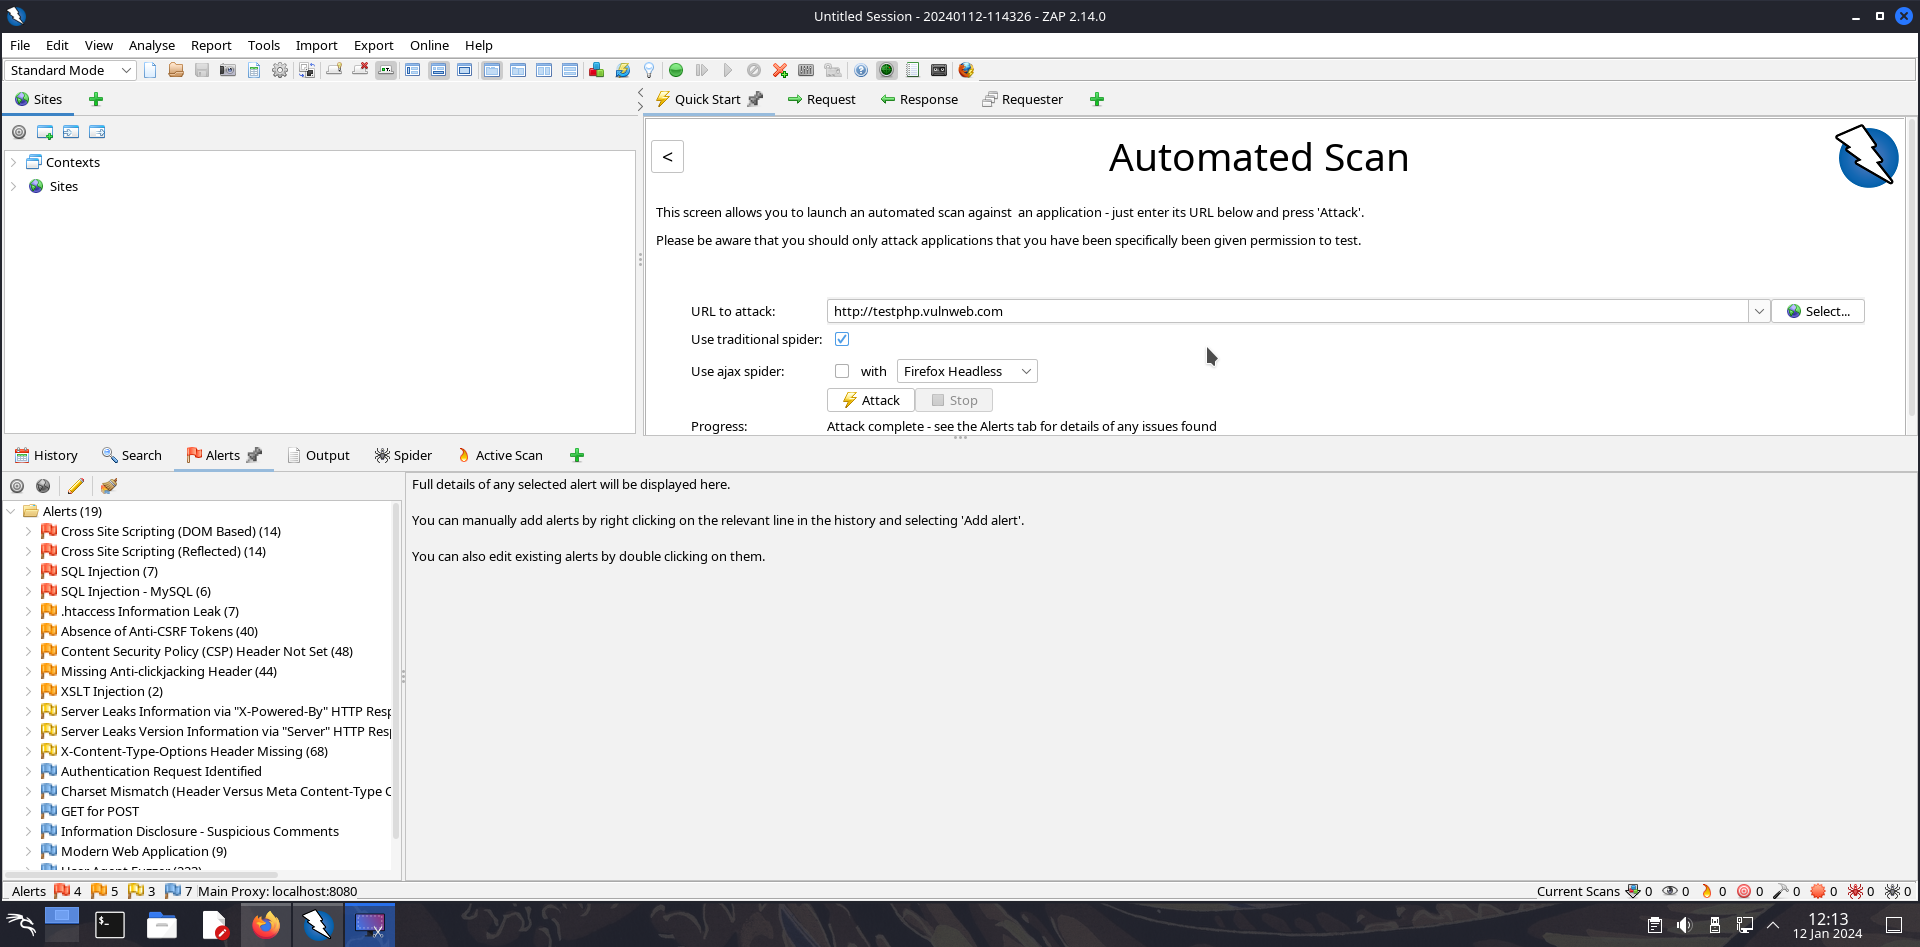 Untitled Session - 20240112-114326 - ZAP 2.14.0
File Edit View Analyse Report Tools Import Export Online Help
Standard Mode
Sites
Quick Start
Request
Response
Requester
Contexts
Sites
<
Automated Scan
This screen allows you to launch an automated scan against  an application - just enter its URL below and press 'Attack'.
Please be aware that you should only attack applications that you have been specifically been given permission to test.
URL to attack: http://testphp.vulnweb.com Select...
Use traditional spider:
Use ajax spider: with Firefox Headless
Attack Stop
Progress: Attack complete - see the Alerts tab for details of any issues found
History Search Alerts Output Spider Active Scan
Alerts (19)
Cross Site Scripting (DOM Based) (14)
Cross Site Scripting (Reflected) (14)
SQL Injection (7)
SQL Injection - MySQL (6)
.htaccess Information Leak (7)
Absence of Anti-CSRF Tokens (40)
Content Security Policy (CSP) Header Not Set (48)
Missing Anti-clickjacking Header (44)
XSLT Injection (2)
Server Leaks Information via "X-Powered-By" HTTP Resp
Server Leaks Version Information via "Server" HTTP Resp
X-Content-Type-Options Header Missing (68)
Authentication Request Identified
Charset Mismatch (Header Versus Meta Content-Type C
GET for POST
Information Disclosure - Suspicious Comments
Modern Web Application (9)
Full details of any selected alert will be displayed here.
You can manually add alerts by right clicking on the relevant line in the history and selecting 'Add alert'.
You can also edit existing alerts by double clicking on them.
Alerts 4 5 3 7 Main Proxy: localhost:8080
Current Scans 0 0 0 0 0 0 0 0
12:13
12 Jan 2024